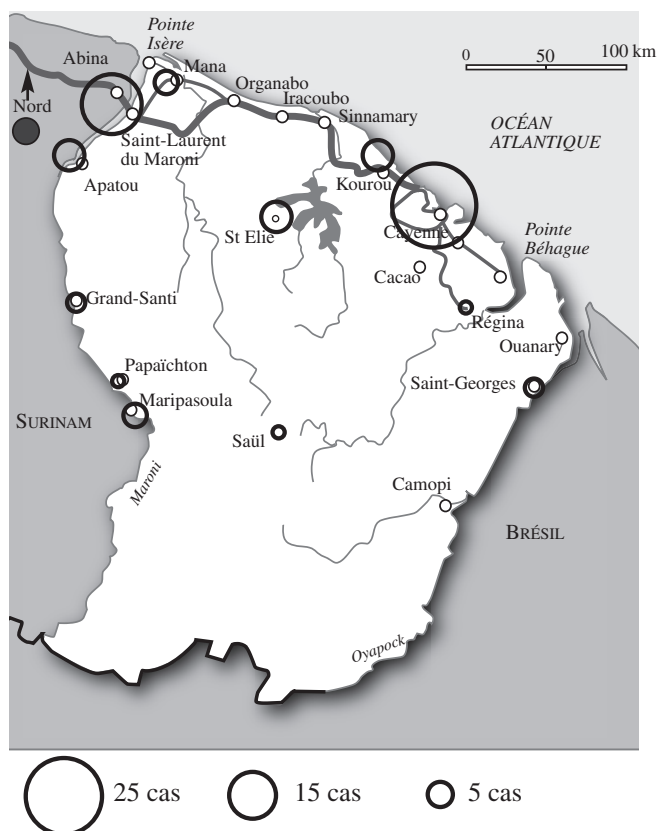 Pointe
Isère
Abina
Mana
0 50 100 km
Organabo
Nord
Iracoubo
Sinnamary
OCÉAN
ATLANTIQUE
Saint-Laurent
du Maroni
Apatou
Kourou
St Elie
Cayenne
Pointe
Béhague
Cacao
Grand-Santi
Régina
Ouanary
Papaïchton
Saint-Georges
Maripasoula
SURINAM
Saül
Maroni
Camopi
BRÉSIL
Oyapock
25 cas 15 cas 5 cas